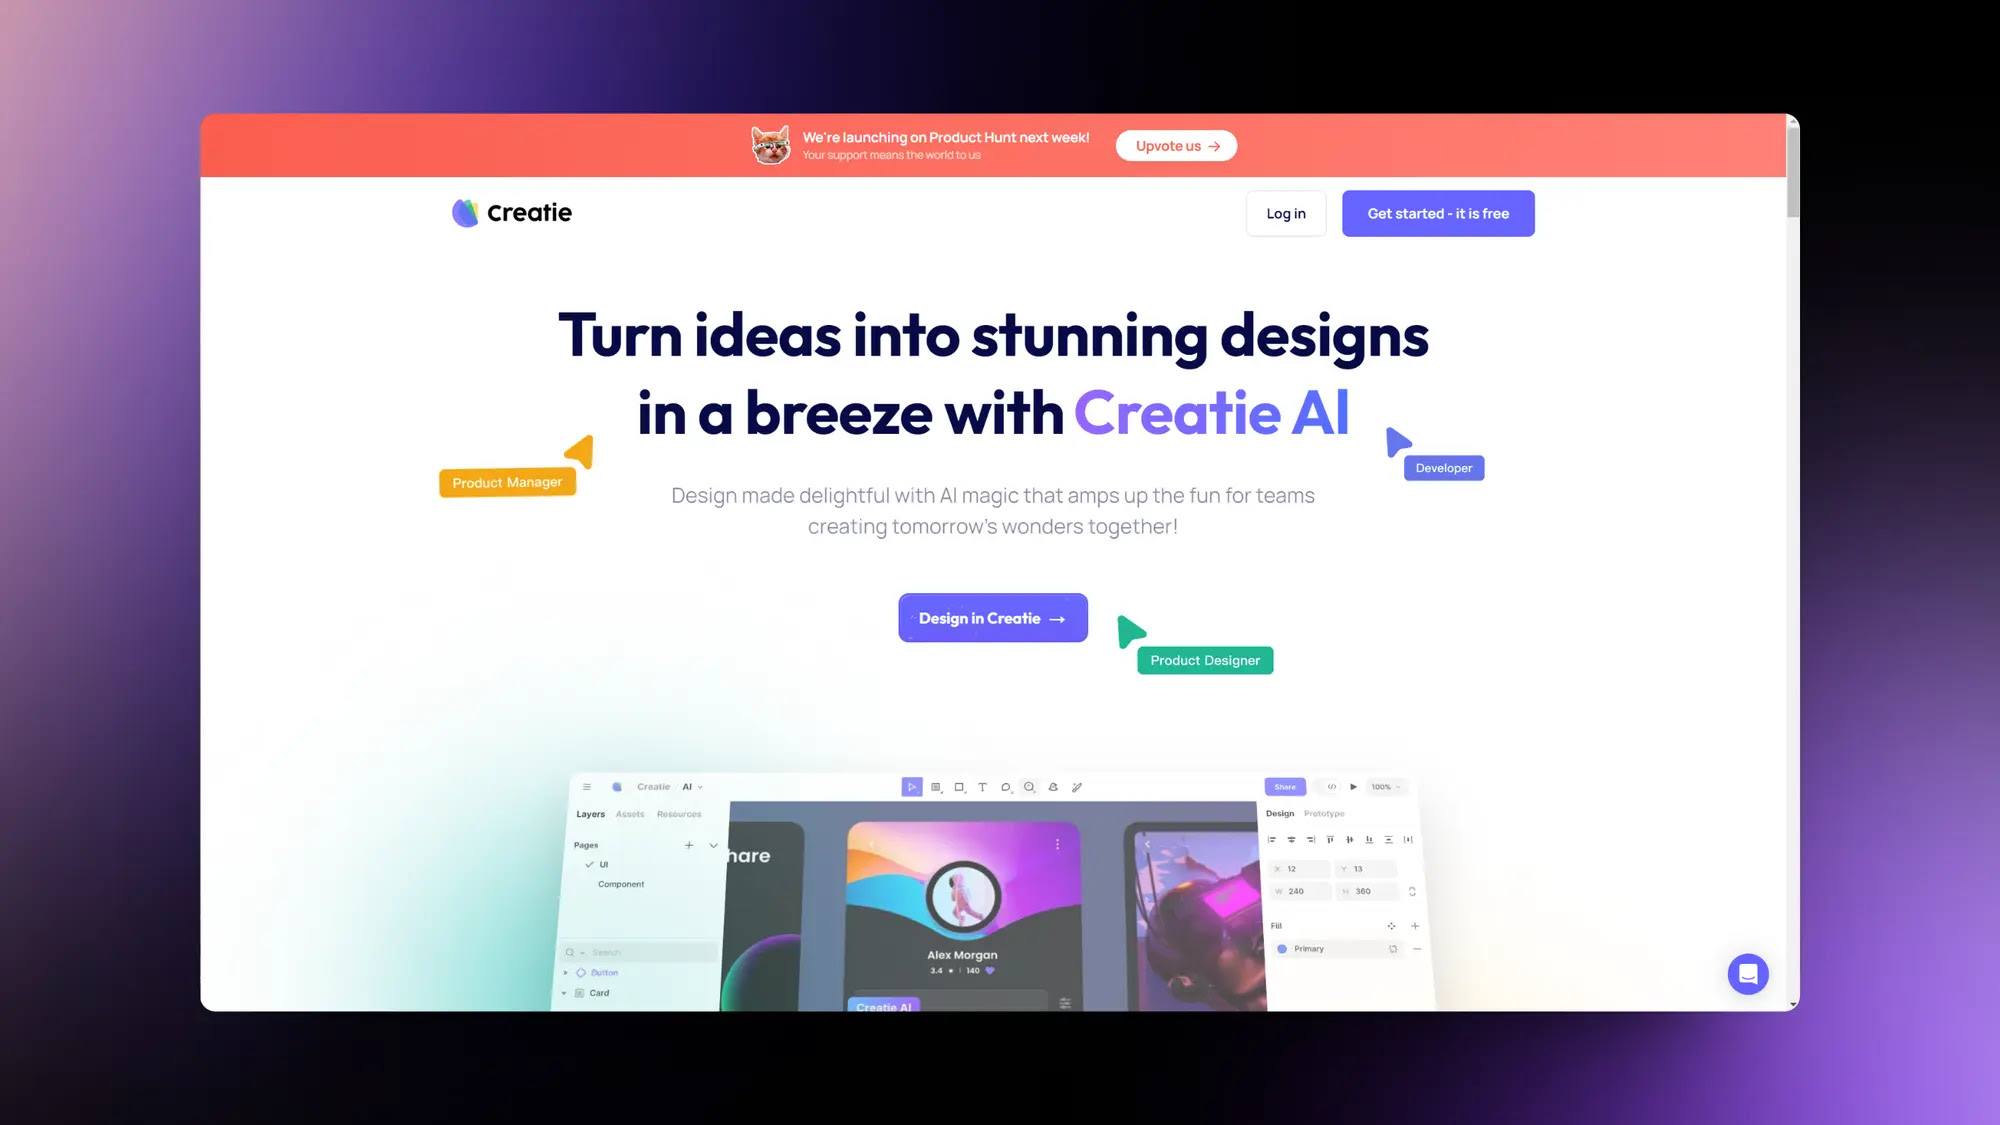 We're launching on Product Hunt next week!
Your support means the world to us
Upvote us →
Creatie
Log in
Get started - it is free
Turn ideas into stunning designs
in a breeze with Creatie AI
Product Manager
Developer
Design made delightful with AI magic that amps up the fun for teams
creating tomorrow's wonders together!
Design in Creatie →
Product Designer
Creatie / AI
Share
100%
Layers Assets Resources
Design Prototype
Pages
UI
Component
hare
X 12
Y 13
W 240
H 360
Fill
Primary
Search
Button
Card
Alex Morgan
3.4 ★ | 140
Creatie AI